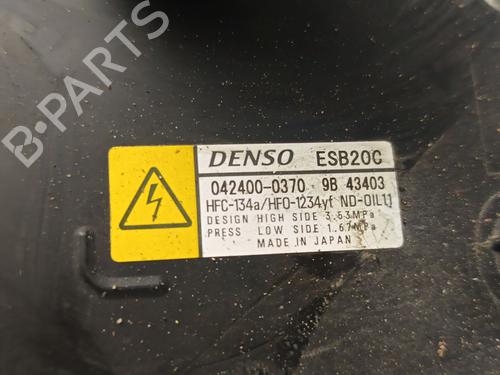 B-PARTS
DENSO ESB20C
042400-0370 9B 43403
HFC-134a/HFO-1234yf ND-OIL11
DESIGN HIGH SIDE 3.53MPa
PRESS LOW SIDE 1.67MPa
MADE IN JAPAN